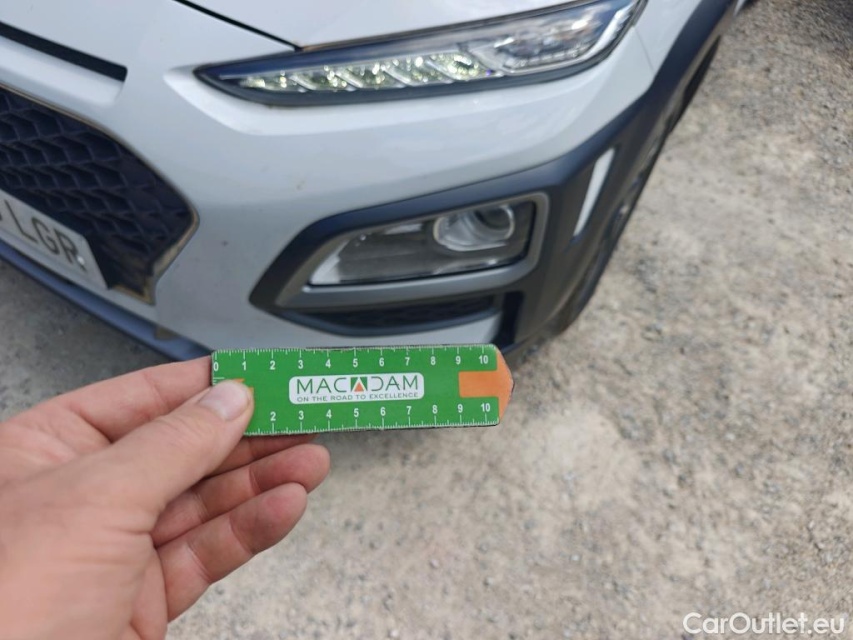 LGR
0 1 2 3 4 5 6 7 8 9 10
MACADAM
ON THE ROAD TO EXCELLENCE
2 3 4 5 6 7 8 9 10
CarOutlet.eu